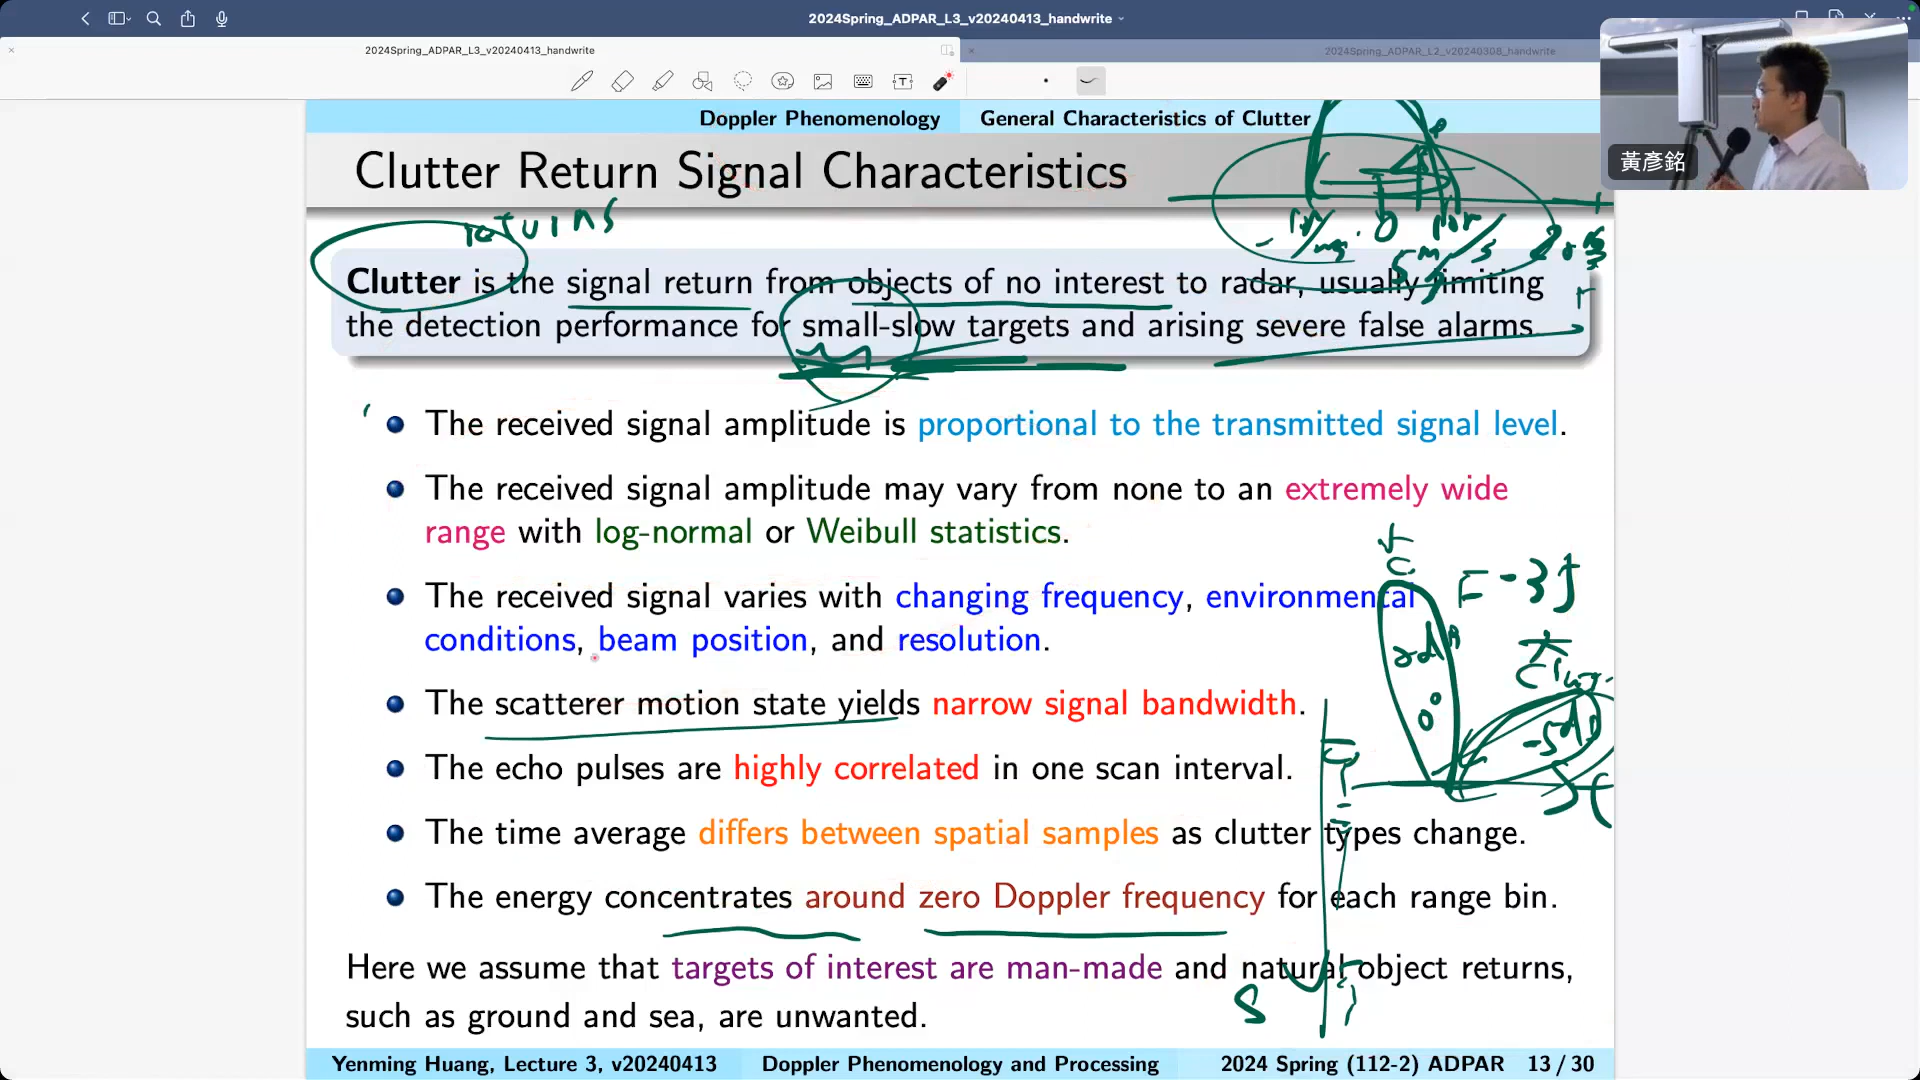 2024Spring_ADPAR_L3_v20240413_handwrite
2024Spring_ADPAR_L3_v20240413_handwrite
2024Spring_ADPAR_L2_v20240308_handwrite
黃彥銘
Doppler Phenomenology General Characteristics of Clutter
Clutter Return Signal Characteristics
returns
Clutter is the signal return from objects of no interest to radar, usually limiting
the detection performance for small-slow targets and arising severe false alarms.
The received signal amplitude is proportional to the transmitted signal level.
The received signal amplitude may vary from none to an extremely wide
range with log-normal or Weibull statistics.
The received signal varies with changing frequency, environmental
conditions, beam position, and resolution.
The scatterer motion state yields narrow signal bandwidth.
The echo pulses are highly correlated in one scan interval.
The time average differs between spatial samples as clutter types change.
The energy concentrates around zero Doppler frequency for each range bin.
Here we assume that targets of interest are man-made and natural object returns,
such as ground and sea, are unwanted.
Yenming Huang, Lecture 3, v20240413 Doppler Phenomenology and Processing 2024 Spring (112-2) ADPAR 13 / 30